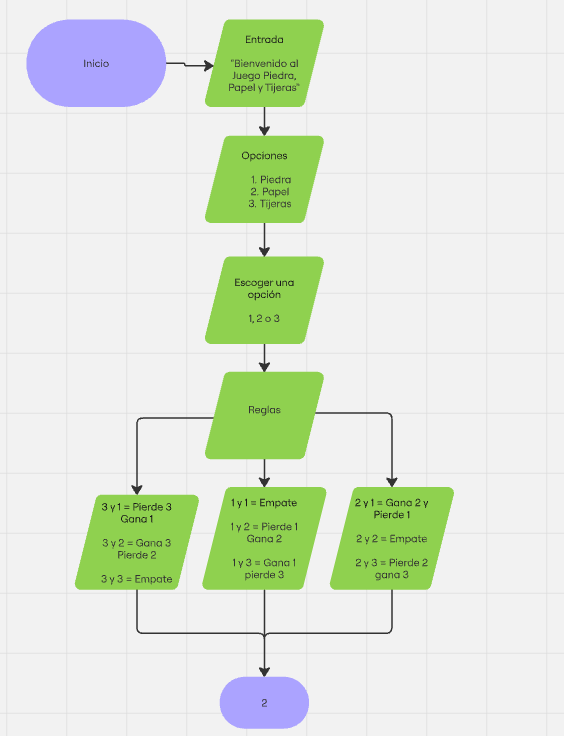 Inicio
Entrada
"Bienvenido al
Juego Piedra,
Papel y Tijeras"
Opciones
1. Piedra
2. Papel
3. Tijeras
Escoger una
opción
1, 2 o 3
Reglas
3 y 1 = Pierde 3
Gana 1
3 y 2 = Gana 3
Pierde 2
3 y 3 = Empate
1 y 1 = Empate
1 y 2 = Pierde 1
Gana 2
1 y 3 = Gana 1
pierde 3
2 y 1 = Gana 2 y
Pierde 1
2 y 2 = Empate
2 y 3 = Pierde 2
gana 3
2